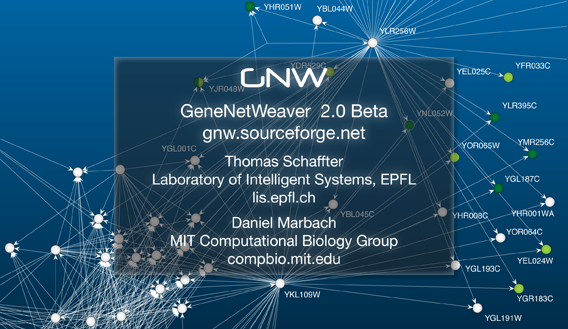 YHR051W
YBL044W
YLR256W
YDR529C
YEL025C
YFR033C
YJR048W
GNW
YLR395C
GeneNetWeaver 2.0 Beta
YNL052W
gnw.sourceforge.net
YOR065W
YMR256C
YGL001C
Thomas Schaffter
Laboratory of Intelligent Systems, EPFL
YGL187C
lis.epfl.ch
YBL045C
YHR008C
YHR001WA
Daniel Marbach
MIT Computational Biology Group
YOR064C
compbio.mit.edu
YEL024W
YGL193C
YKL109W
YGR183C
YGL191W